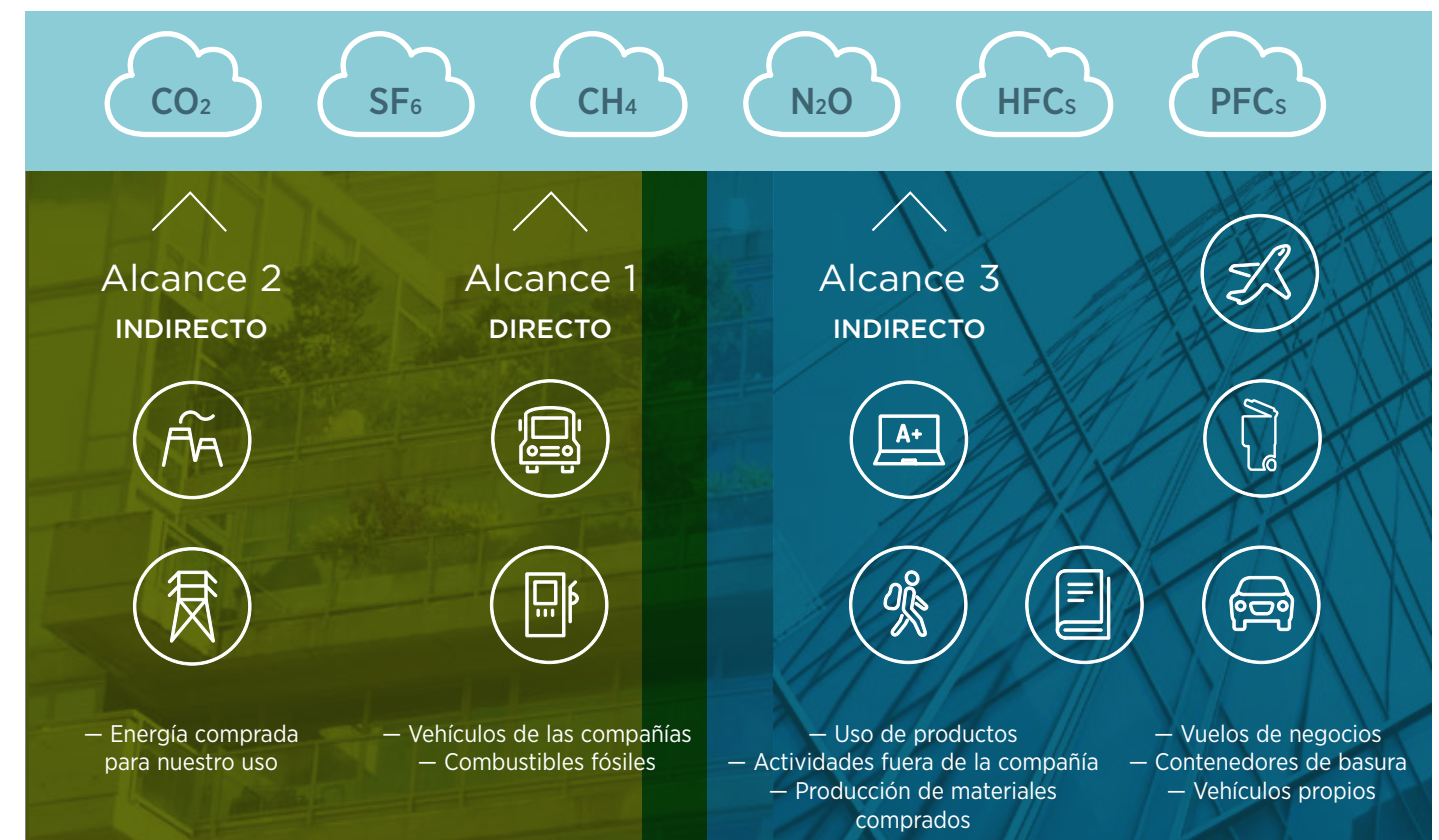 CO2
SF6
CH4
N2O
HFCs
PFCs
Alcance 2
INDIRECTO
— Energía comprada
para nuestro uso
Alcance 1
DIRECTO
— Vehículos de las compañías
— Combustibles fósiles
Alcance 3
INDIRECTO
A+
— Uso de productos
— Actividades fuera de la compañía
— Producción de materiales
comprados
— Vuelos de negocios
— Contenedores de basura
— Vehículos propios